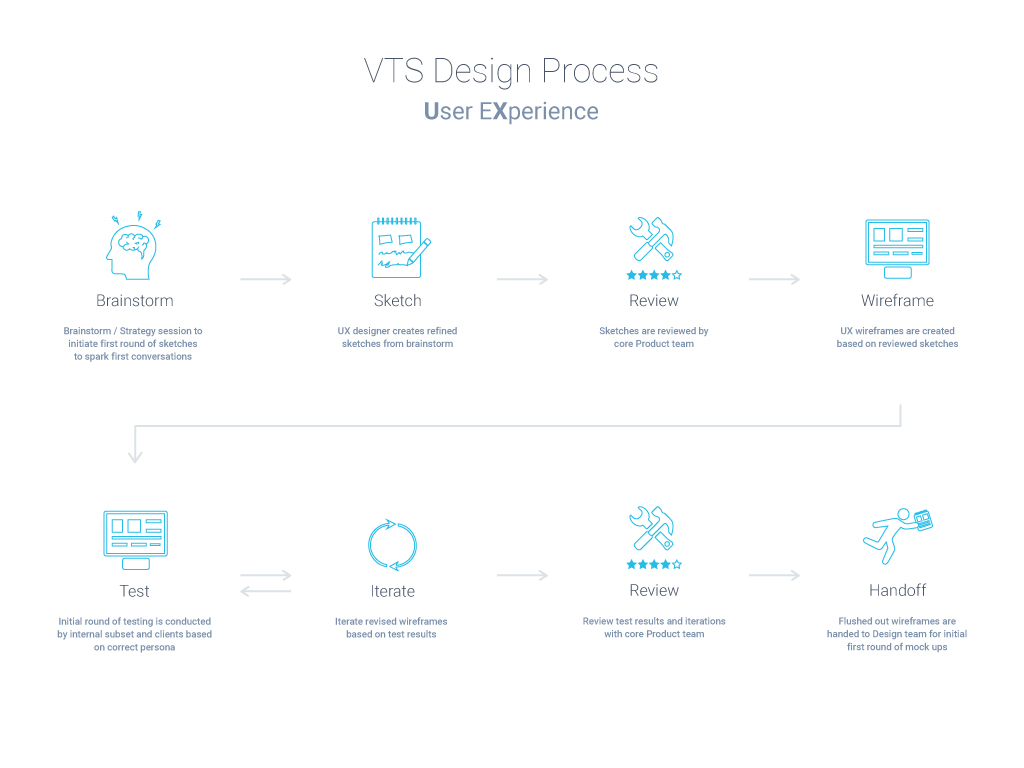 VTS Design Process
User EXperience
Brainstorm
Brainstorm / Strategy session to
initiate first round of sketches
to spark first conversations
Sketch
UX designer creates refined
sketches from brainstorm
Review
Sketches are reviewed by
core Product team
Wireframe
UX wireframes are created
based on reviewed sketches
Test
Initial round of testing is conducted
by internal subset and clients based
on correct persona
Iterate
Iterate revised wireframes
based on test results
Review
Review test results and iterations
with core Product team
Handoff
Flushed out wireframes are
handed to Design team for initial
first round of mock ups